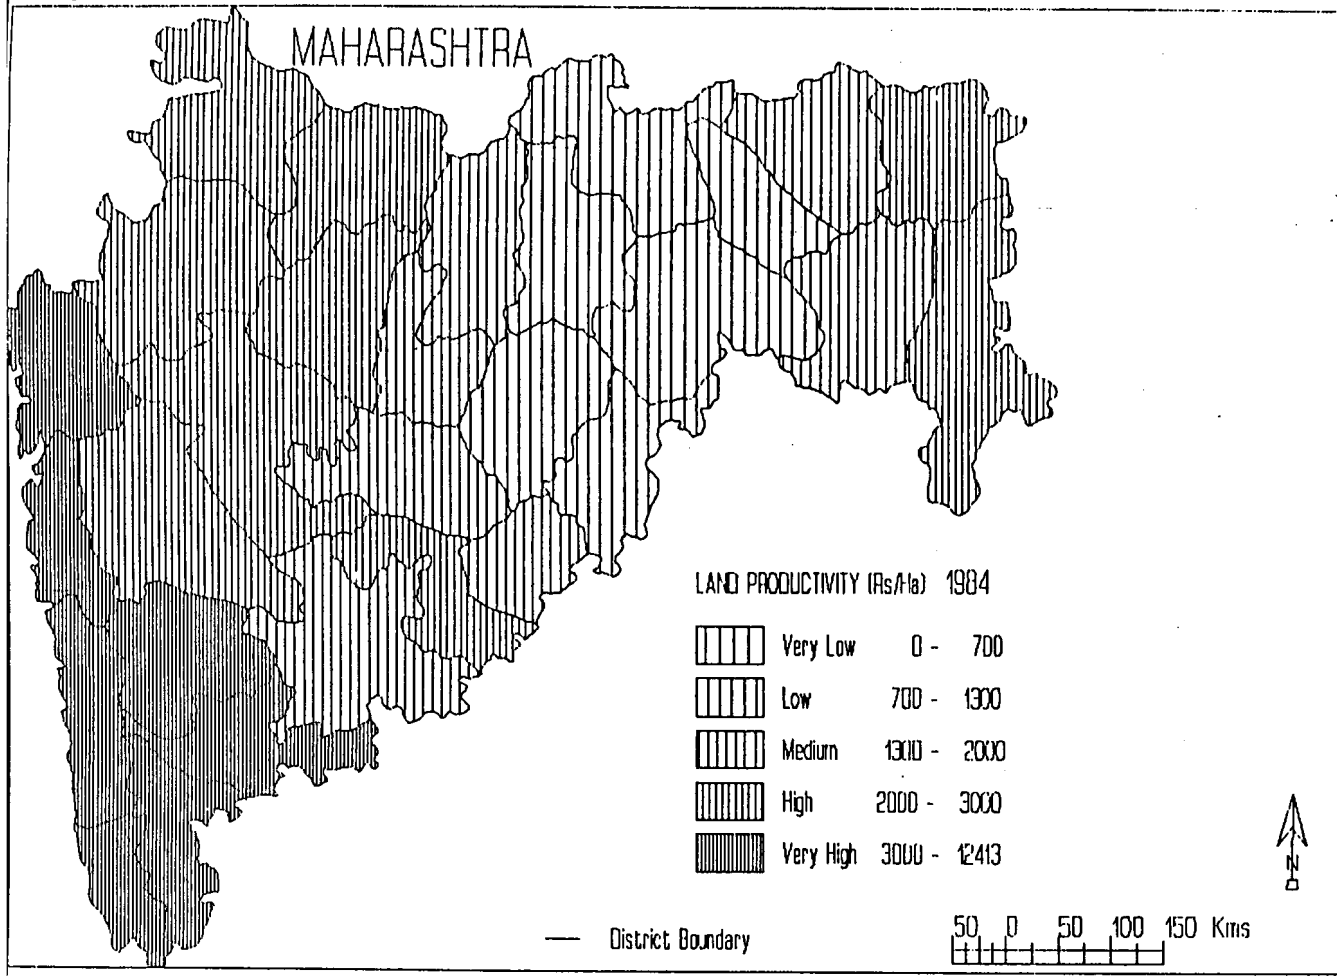 MAHARASHTRA
LAND PRODUCTIVITY (Rs/Ha) 1984
Very Low 0 - 700
Low 700 - 1300
Medium 1300 - 2000
High 2000 - 3000
Very High 3000 - 12413
N
50 0 50 100 150 Kms
District Boundary